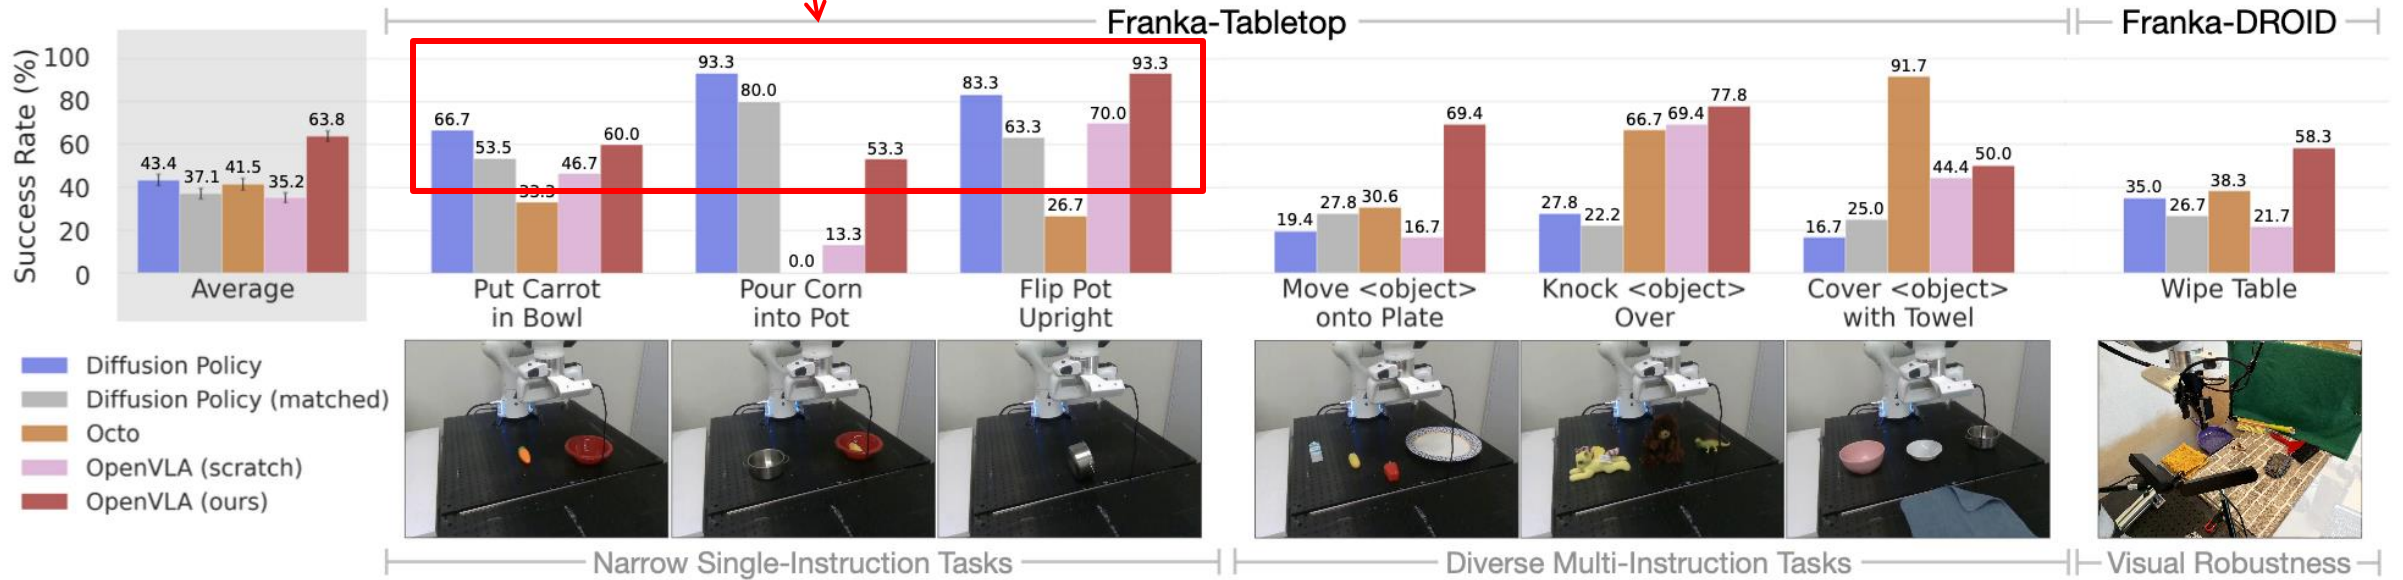 Franka-Tabletop
Franka-DROID
Success Rate (%)
100
80
60
40
20
0
43.4
37.1
41.5
35.2
63.8
Average
66.7
53.5
33.3
46.7
60.0
Put Carrot
in Bowl
93.3
80.0
0.0
13.3
53.3
Pour Corn
into Pot
83.3
63.3
26.7
70.0
93.3
Flip Pot
Upright
19.4
27.8
30.6
16.7
69.4
Move <object>
onto Plate
27.8
22.2
66.7
69.4
77.8
Knock <object>
Over
16.7
25.0
91.7
44.4
50.0
Cover <object>
with Towel
35.0
26.7
38.3
21.7
58.3
Wipe Table
Diffusion Policy
Diffusion Policy (matched)
Octo
OpenVLA (scratch)
OpenVLA (ours)
Narrow Single-Instruction Tasks
Diverse Multi-Instruction Tasks
Visual Robustness